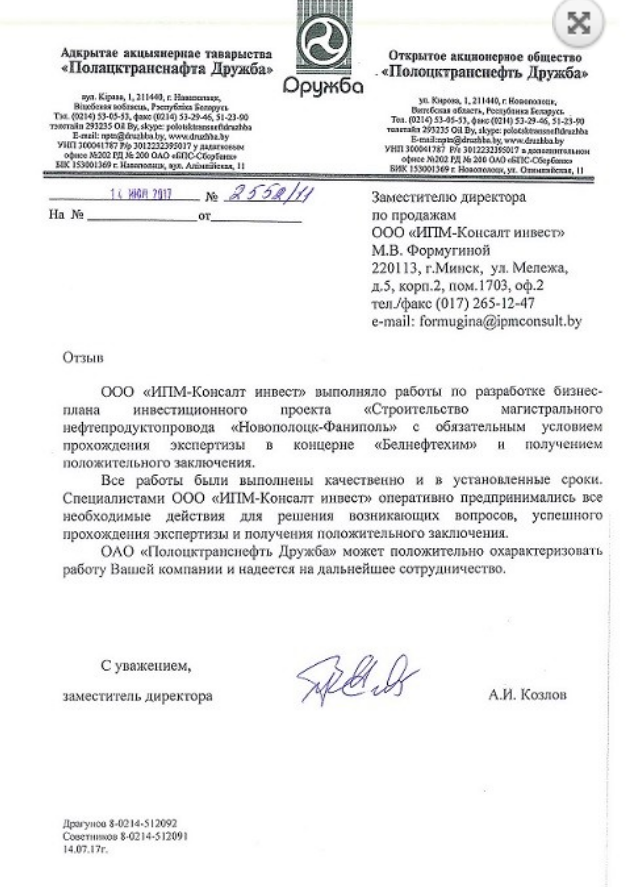 Адкрытае акцыянернае таварыства
«Полацктранснафта Дружба»
вул. Кірава, 1, 211440, г. Наваполацк,
Віцебская вобласць, Рэспубліка Беларусь
Тэл. (0214) 53-05-53, факс (0214) 53-29-46, 51-23-90
тэлетайп 293235 Oil By, skype: polotsktransneftdruzhba
E-mail: npts@druzhba.by, www.druzhba.by
УНП 300041787 Р/р 3012232395017 у дадатковым
офісе №202 РД № 200 ОАО «БПС-Сбербанк»
БИК 153001369 г. Новополоцк, вул. Алімпійская, 11
Дружба
Открытое акционерное общество
«Полоцктранснефть Дружба»
ул. Кирова, 1, 211440, г. Новополоцк,
Витебская область, Республика Беларусь
Тел. (0214) 53-05-53, факс (0214) 53-29-46, 51-23-90
телетайп 293235 Oil By, skype: polotsktransneftdruzhba
E-mail: npts@druzhba.by, www.druzhba.by
УНП 300041787 Р/с 3012232395017 в дополнительном
офисе №202 РД № 200 ОАО «БПС-Сбербанк»
БИК 153001369 г. Новополоцк, ул. Олимпийская, 11
14 ИЮЛ 2017 № 2552/11
На № от
Заместителю директора
по продажам
ООО «ИПМ-Консалт инвест»
М.В. Формугиной
220113, г.Минск, ул. Мележа,
д.5, корп.2, пом.1703, оф.2
тел./факс (017) 265-12-47
e-mail: formugina@ipmconsult.by
Отзыв
ООО «ИПМ-Консалт инвест» выполняло работы по разработке бизнес-
плана инвестиционного проекта «Строительство магистрального
нефтепродуктопровода «Новополоцк-Фаниполь» с обязательным условием
прохождения экспертизы в концерне «Белнефтехим» и получением
положительного заключения.
Все работы были выполнены качественно и в установленные сроки.
Специалистами ООО «ИПМ-Консалт инвест» оперативно предпринимались все
необходимые действия для решения возникающих вопросов, успешного
прохождения экспертизы и получения положительного заключения.
ОАО «Полоцктранснефть Дружба» может положительно охарактеризовать
работу Вашей компании и надеется на дальнейшее сотрудничество.
С уважением,
заместитель директора А.И. Козлов
Драгунов 8-0214-512092
Советников 8-0214-512091
14.07.17г.